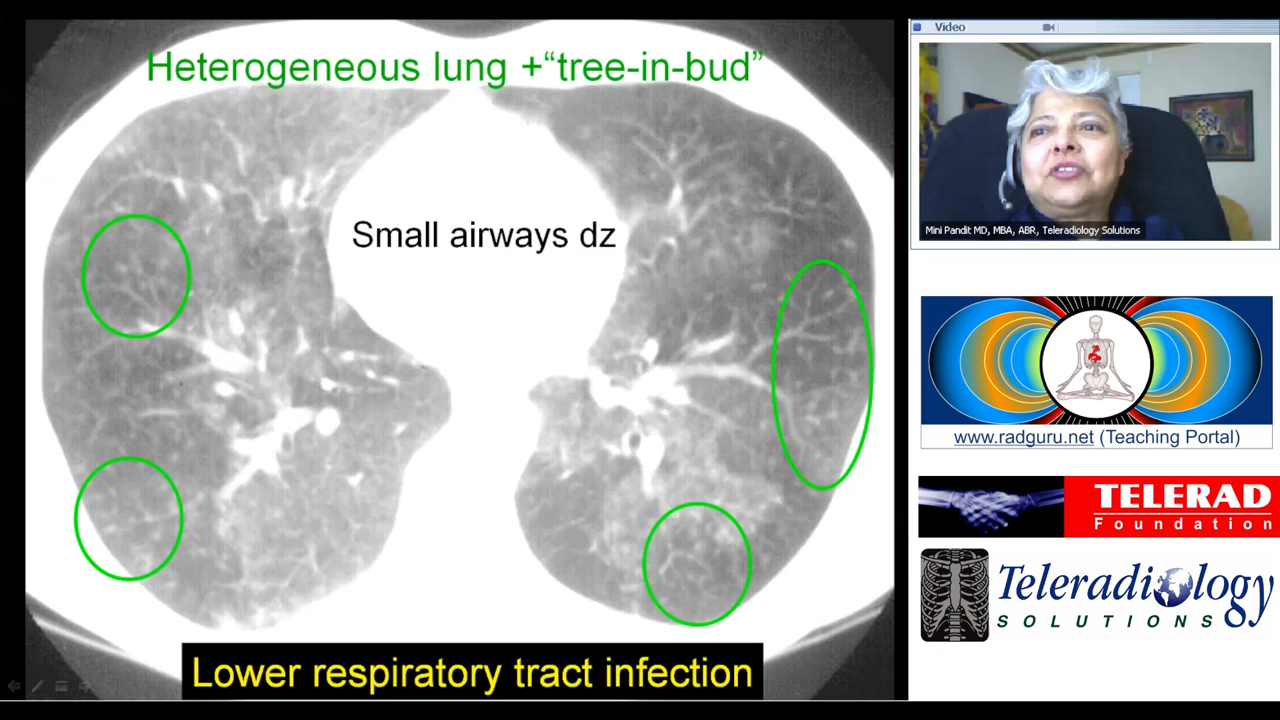 Heterogeneous lung +“tree-in-bud”
Small airways dz
Lower respiratory tract infection
Video
Mini Pandit MD, MBA, ABR, Teleradiology Solutions
www.radguru.net (Teaching Portal)
TELERAD
Foundation
Teleradiology
SOLUTIONS